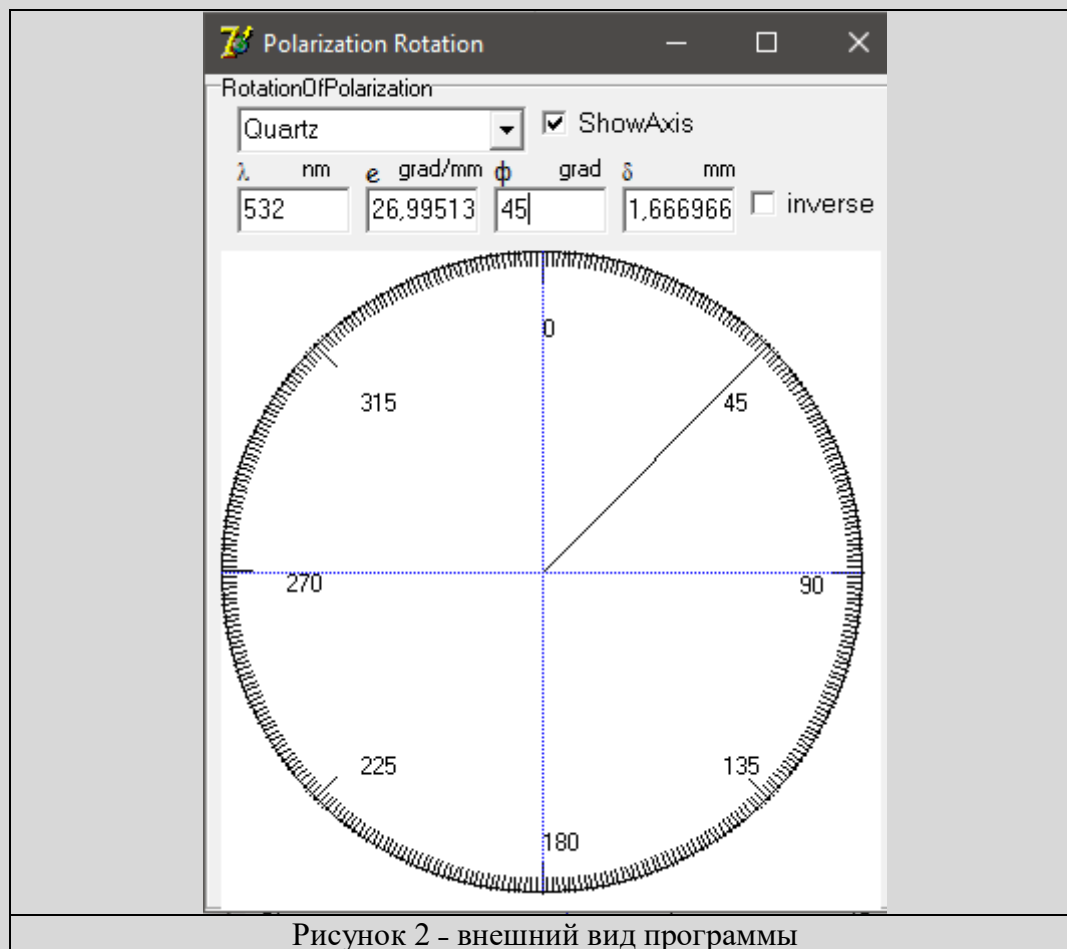 Polarization Rotation
RotationOfPolarization
Quartz ShowAxis
λ nm e grad/mm ф grad δ mm
532 26,99513 45 1,666966 inverse
0
315 45
270 90
225 135
180
Рисунок 2 - внешний вид программы